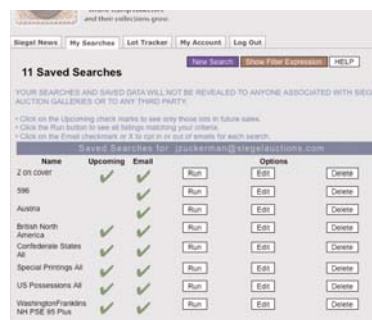 and their collections grow.
Siegel News My Searches Lot Tracker My Account Log Out
New Search Show Filter Expression HELP
11 Saved Searches
YOUR SEARCHES AND SAVED DATA WILL NOT BE REVEALED TO ANYONE ASSOCIATED WITH SIEG
AUCTION GALLERIES OR TO ANY THIRD PARTY.
• Click on the Upcoming check marks to see only those lots in future sales.
• Click the Run button to see all listings matching your criteria.
• Click on the Email checkmark or X to opt in or out of emails for each search.
Saved Searches for jzuckerman@siegelauctions.com
Name Upcoming Email Options
2 on cover Run Edit Delete
596 Run Edit Delete
Austria Run Edit Delete
British North
America Run Edit Delete
Confederate States
All Run Edit Delete
Special Printings All Run Edit Delete
US Possessions All Run Edit Delete
WashingtonFranklins
NH PSE 95 Plus Run Edit Delete